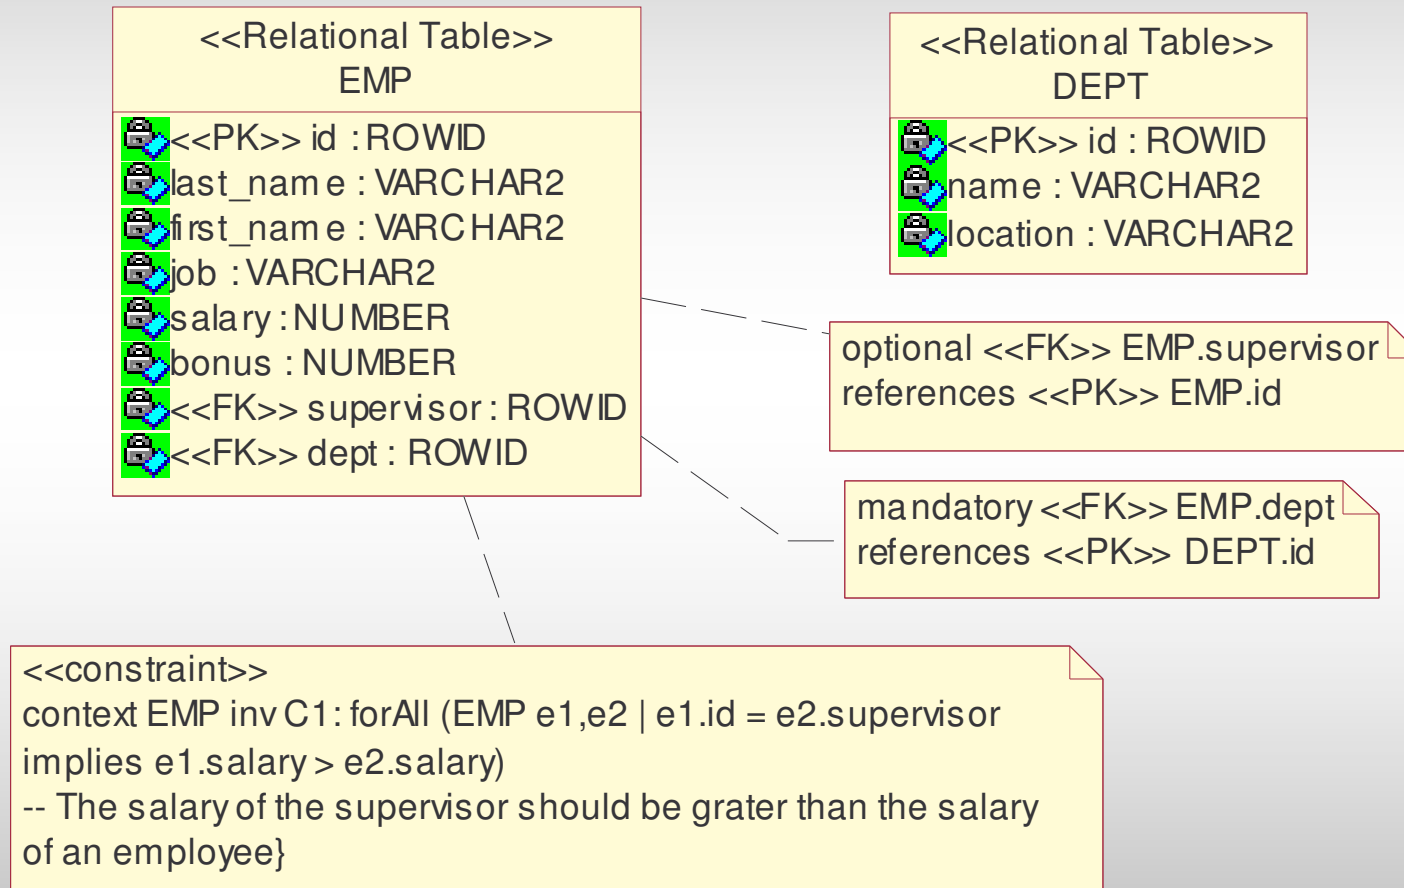 <<Relational Table>>
EMP
<<PK>> id : ROWID
last_name : VARCHAR2
first_name : VARCHAR2
job : VARCHAR2
salary : NUMBER
bonus : NUMBER
<<FK>> supervisor : ROWID
<<FK>> dept : ROWID
<<Relational Table>>
DEPT
<<PK>> id : ROWID
name : VARCHAR2
location : VARCHAR2
optional <<FK>> EMP.supervisor
references <<PK>> EMP.id
mandatory <<FK>> EMP.dept
references <<PK>> DEPT.id
<<constraint>>
context EMP inv C1: forAll (EMP e1,e2 | e1.id = e2.supervisor
implies e1.salary > e2.salary)
-- The salary of the supervisor should be grater than the salary
of an employee}